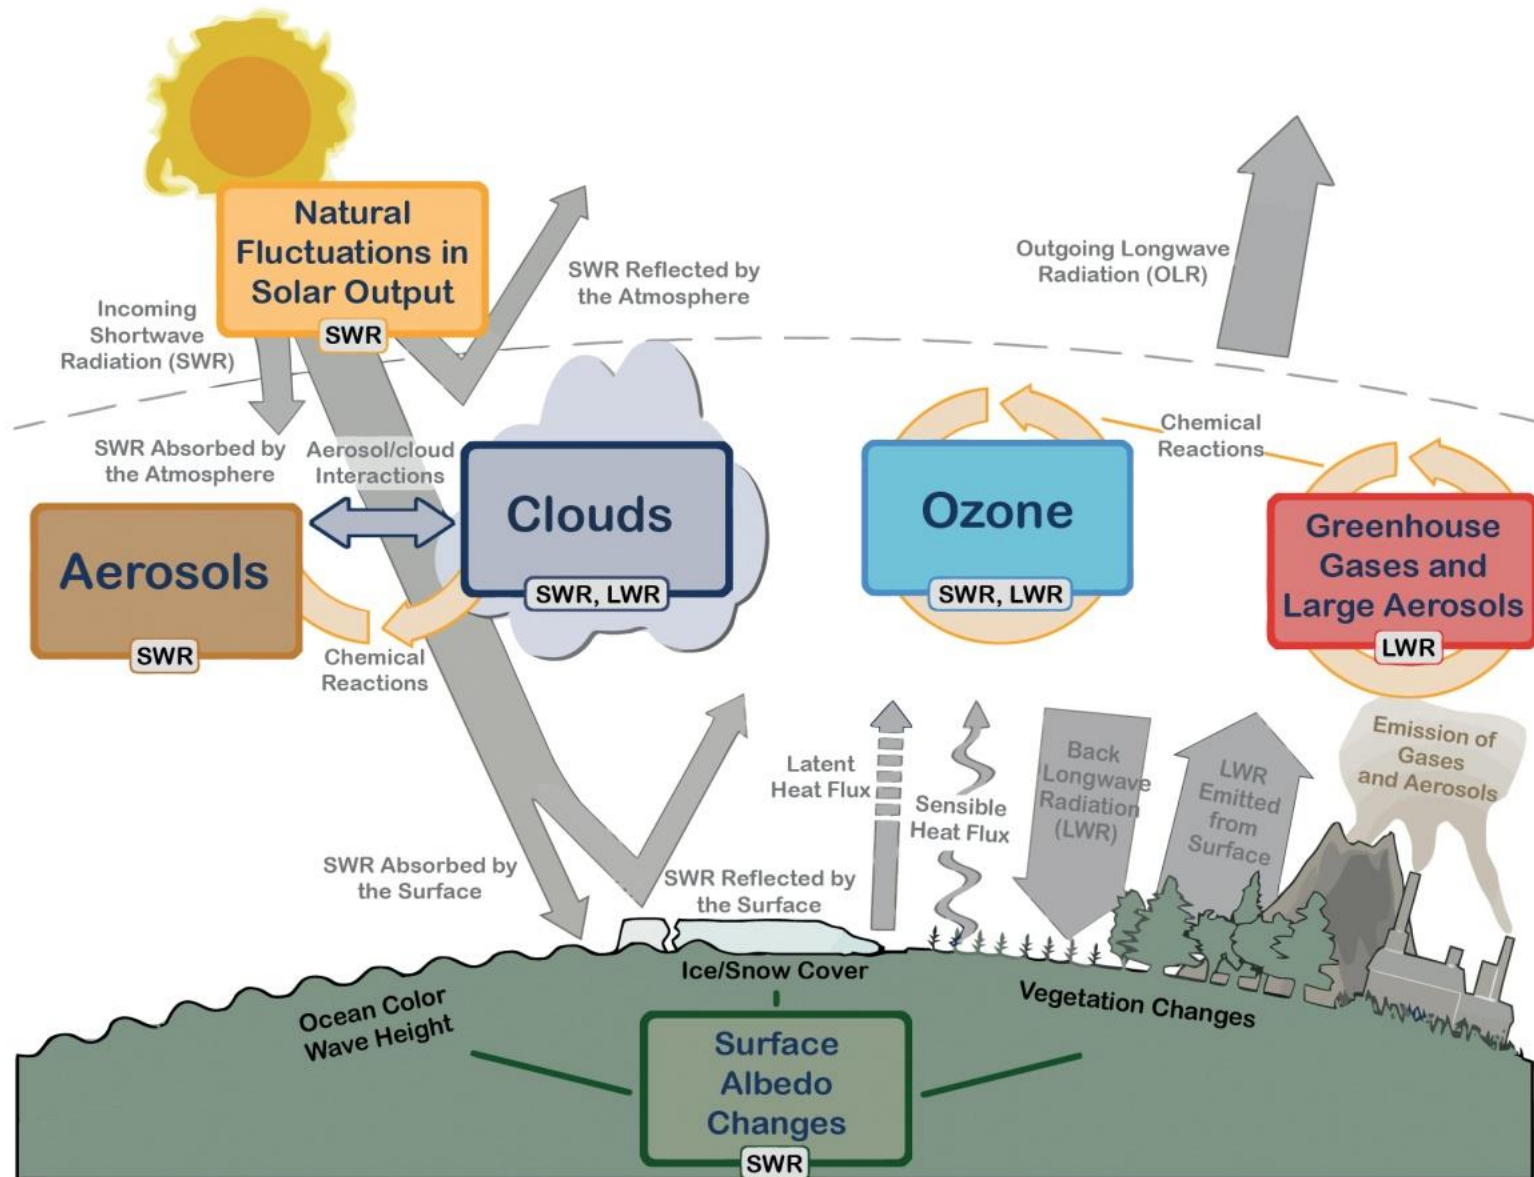 Natural
Fluctuations in
Solar Output
SWR
Incoming
Shortwave
Radiation (SWR)
SWR Reflected by
the Atmosphere
Outgoing Longwave
Radiation (OLR)
SWR Absorbed by
the Atmosphere
Aerosol/cloud
Interactions
Aerosols
SWR
Clouds
SWR, LWR
Chemical
Reactions
Ozone
SWR, LWR
Chemical
Reactions
Greenhouse
Gases and
Large Aerosols
LWR
Emission of
Gases
and Aerosols
Latent
Heat Flux
Sensible
Heat Flux
Back
Longwave
Radiation
(LWR)
LWR
Emitted
from
Surface
SWR Absorbed by
the Surface
SWR Reflected by
the Surface
Ice/Snow Cover
Ocean Color
Wave Height
Vegetation Changes
Surface
Albedo
Changes
SWR